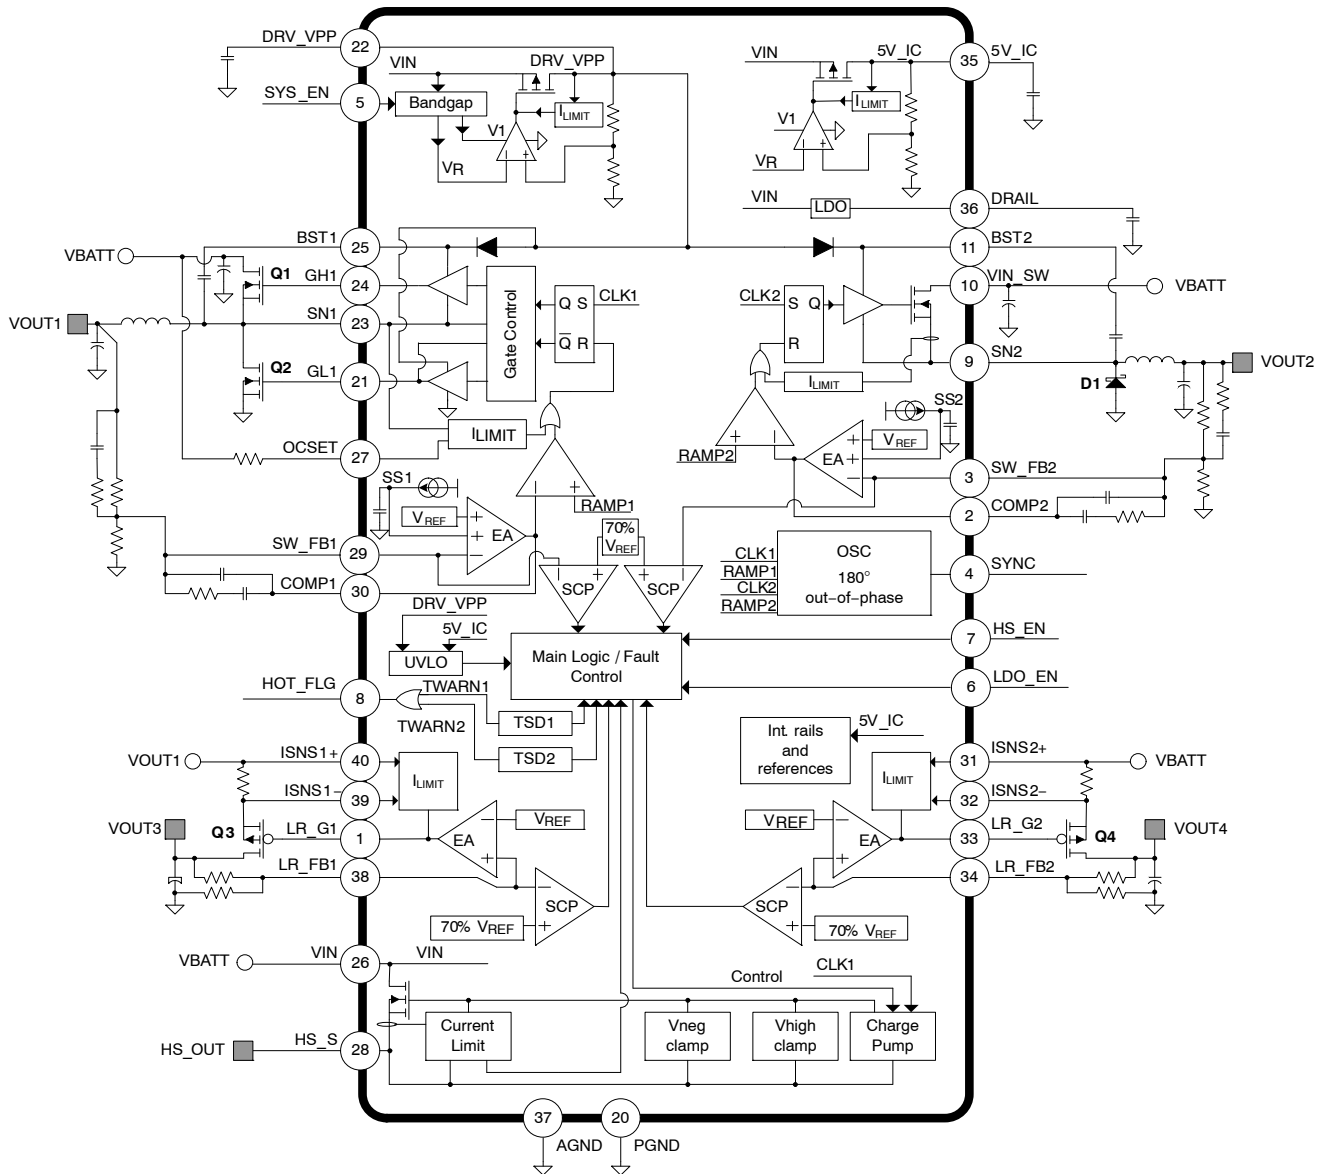 DRV_VPP
22
VIN
DRV_VPP
VIN
5V_IC
35
5V_IC
SYS_EN
5
Bandgap
ILIMIT
V1
VR
ILIMIT
V1
VR
VIN
LDO
36
DRAIL
BST1
25
11
BST2
VBATT
Q1
GH1
24
10
VIN_SW
VBATT
Gate Control
Q S
Q R
CLK1
CLK2
S Q
R
VOUT1
SN1
23
9
SN2
VOUT2
Q2
GL1
21
ILIMIT
D1
OCSET
27
ILIMIT
SS2
VREF
EA
RAMP2
SS1
VREF
EA
RAMP1
3
SW_FB2
2
COMP2
70%
VREF
SW_FB1
29
COMP1
30
SCP
SCP
CLK1
RAMP1
CLK2
RAMP2
OSC
180°
out-of-phase
4
SYNC
DRV_VPP
5V_IC
UVLO
Main Logic / Fault
Control
7
HS_EN
6
LDO_EN
HOT_FLG
8
TWARN1
TWARN2
TSD1
TSD2
Int. rails
and
references
5V_IC
VOUT1
ISNS1+
40
ILIMIT
ILIMIT
31
ISNS2+
VBATT
ISNS1-
39
32
ISNS2-
VOUT3
Q3
LR_G1
1
EA
VREF
VREF
EA
33
LR_G2
Q4
VOUT4
LR_FB1
38
34
LR_FB2
SCP
70% VREF
SCP
70% VREF
VBATT
VIN
26
VIN
Control
CLK1
HS_OUT
HS_S
28
Current
Limit
Vneg
clamp
Vhigh
clamp
Charge
Pump
37
AGND
20
PGND